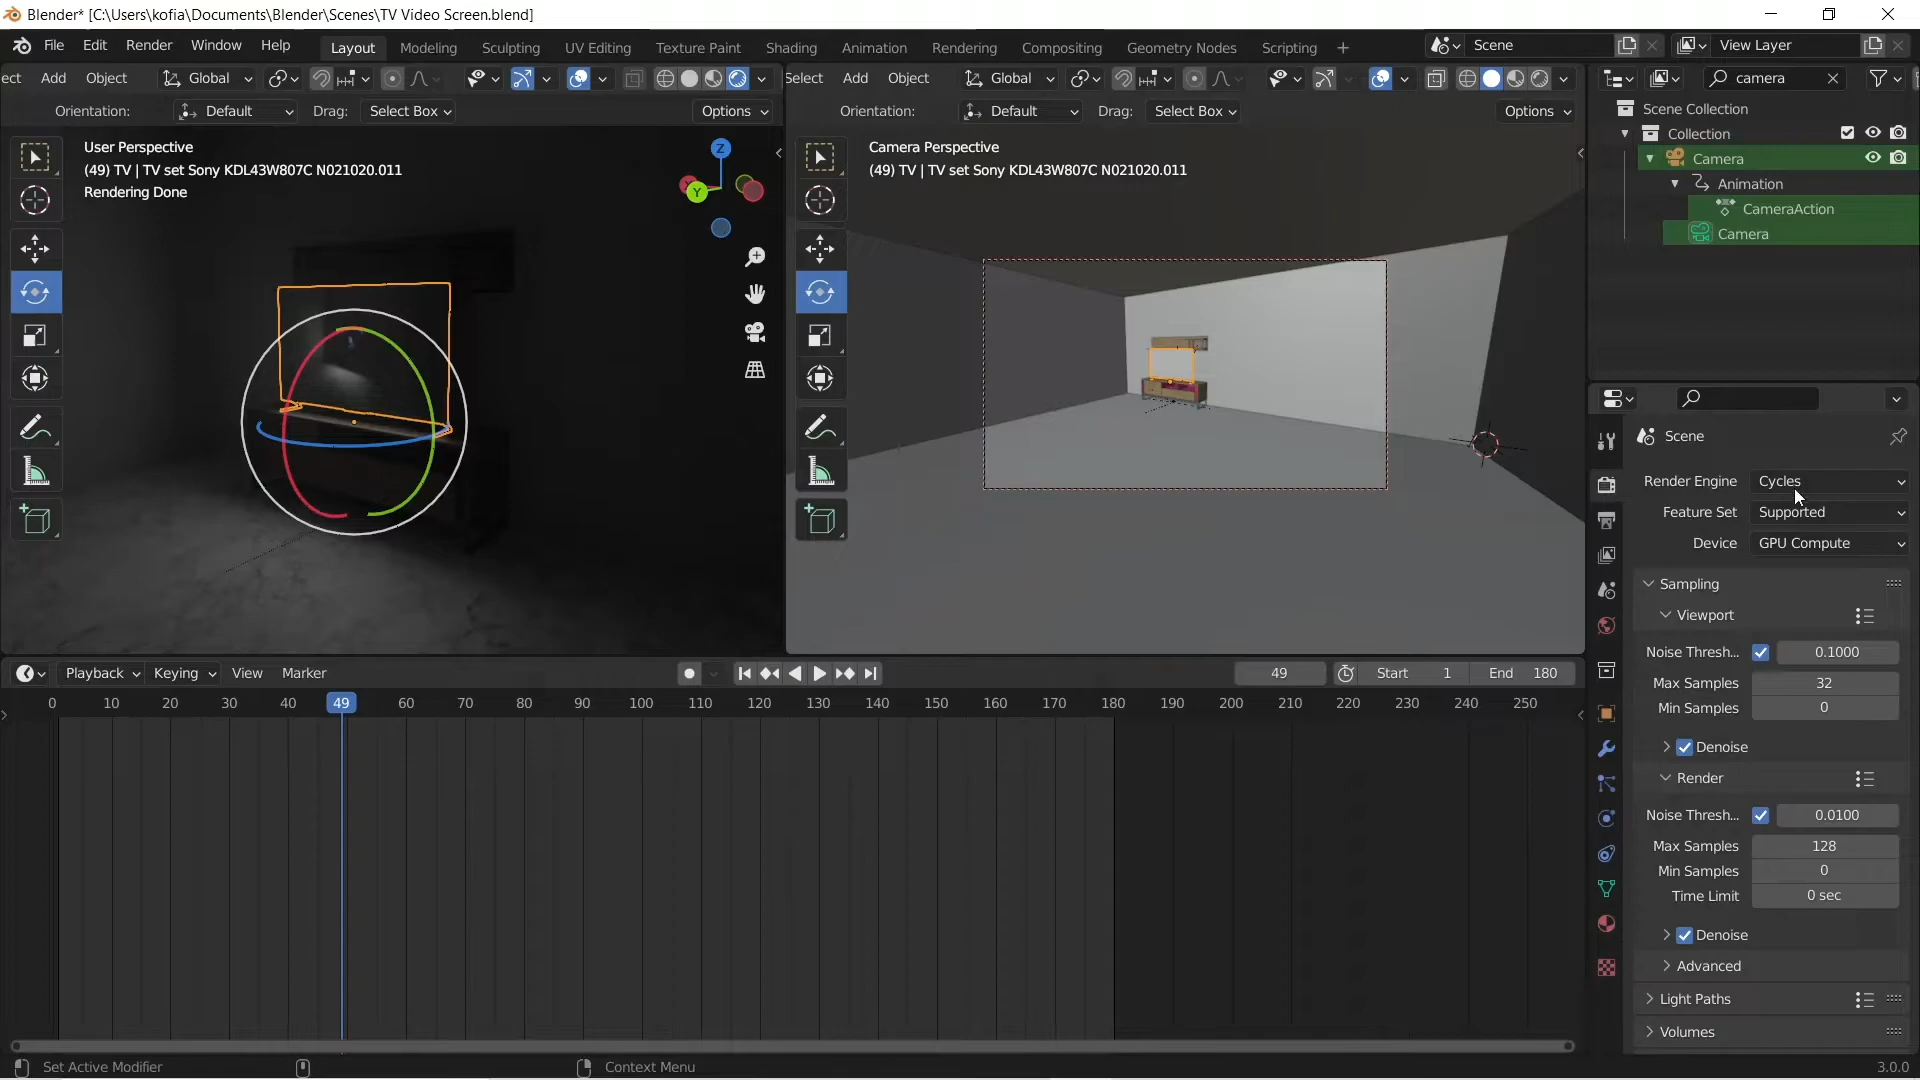 Blender* [C:\Users\kofia\Documents\Blender\Scenes\TV Video Screen.blend]
File Edit Render Window Help Layout Modeling Sculpting UV Editing Texture Paint Shading Animation Rendering Compositing Geometry Nodes Scripting Scene View Layer
ect Add Object Global Select Add Object Global camera
Orientation: Default Drag: Select Box Options Orientation: Default Drag: Select Box Options
Scene Collection
Collection
Camera
Animation
CameraAction
Camera
User Perspective
(49) TV | TV set Sony KDL43W807C N021020.011
Rendering Done
Z
Y
Camera Perspective
(49) TV | TV set Sony KDL43W807C N021020.011
Scene
Render Engine Cycles
Feature Set Supported
Device GPU Compute
Sampling
Viewport
Noise Thresh... 0.1000
Max Samples 32
Min Samples 0
Denoise
Render
Noise Thresh... 0.0100
Max Samples 128
Min Samples 0
Time Limit 0 sec
Denoise
Advanced
Light Paths
Volumes
Playback Keying View Marker 49 Start 1 End 180
0 10 20 30 40 49 60 70 80 90 100 110 120 130 140 150 160 170 180 190 200 210 220 230 240 250
Set Active Modifier Context Menu 3.0.0